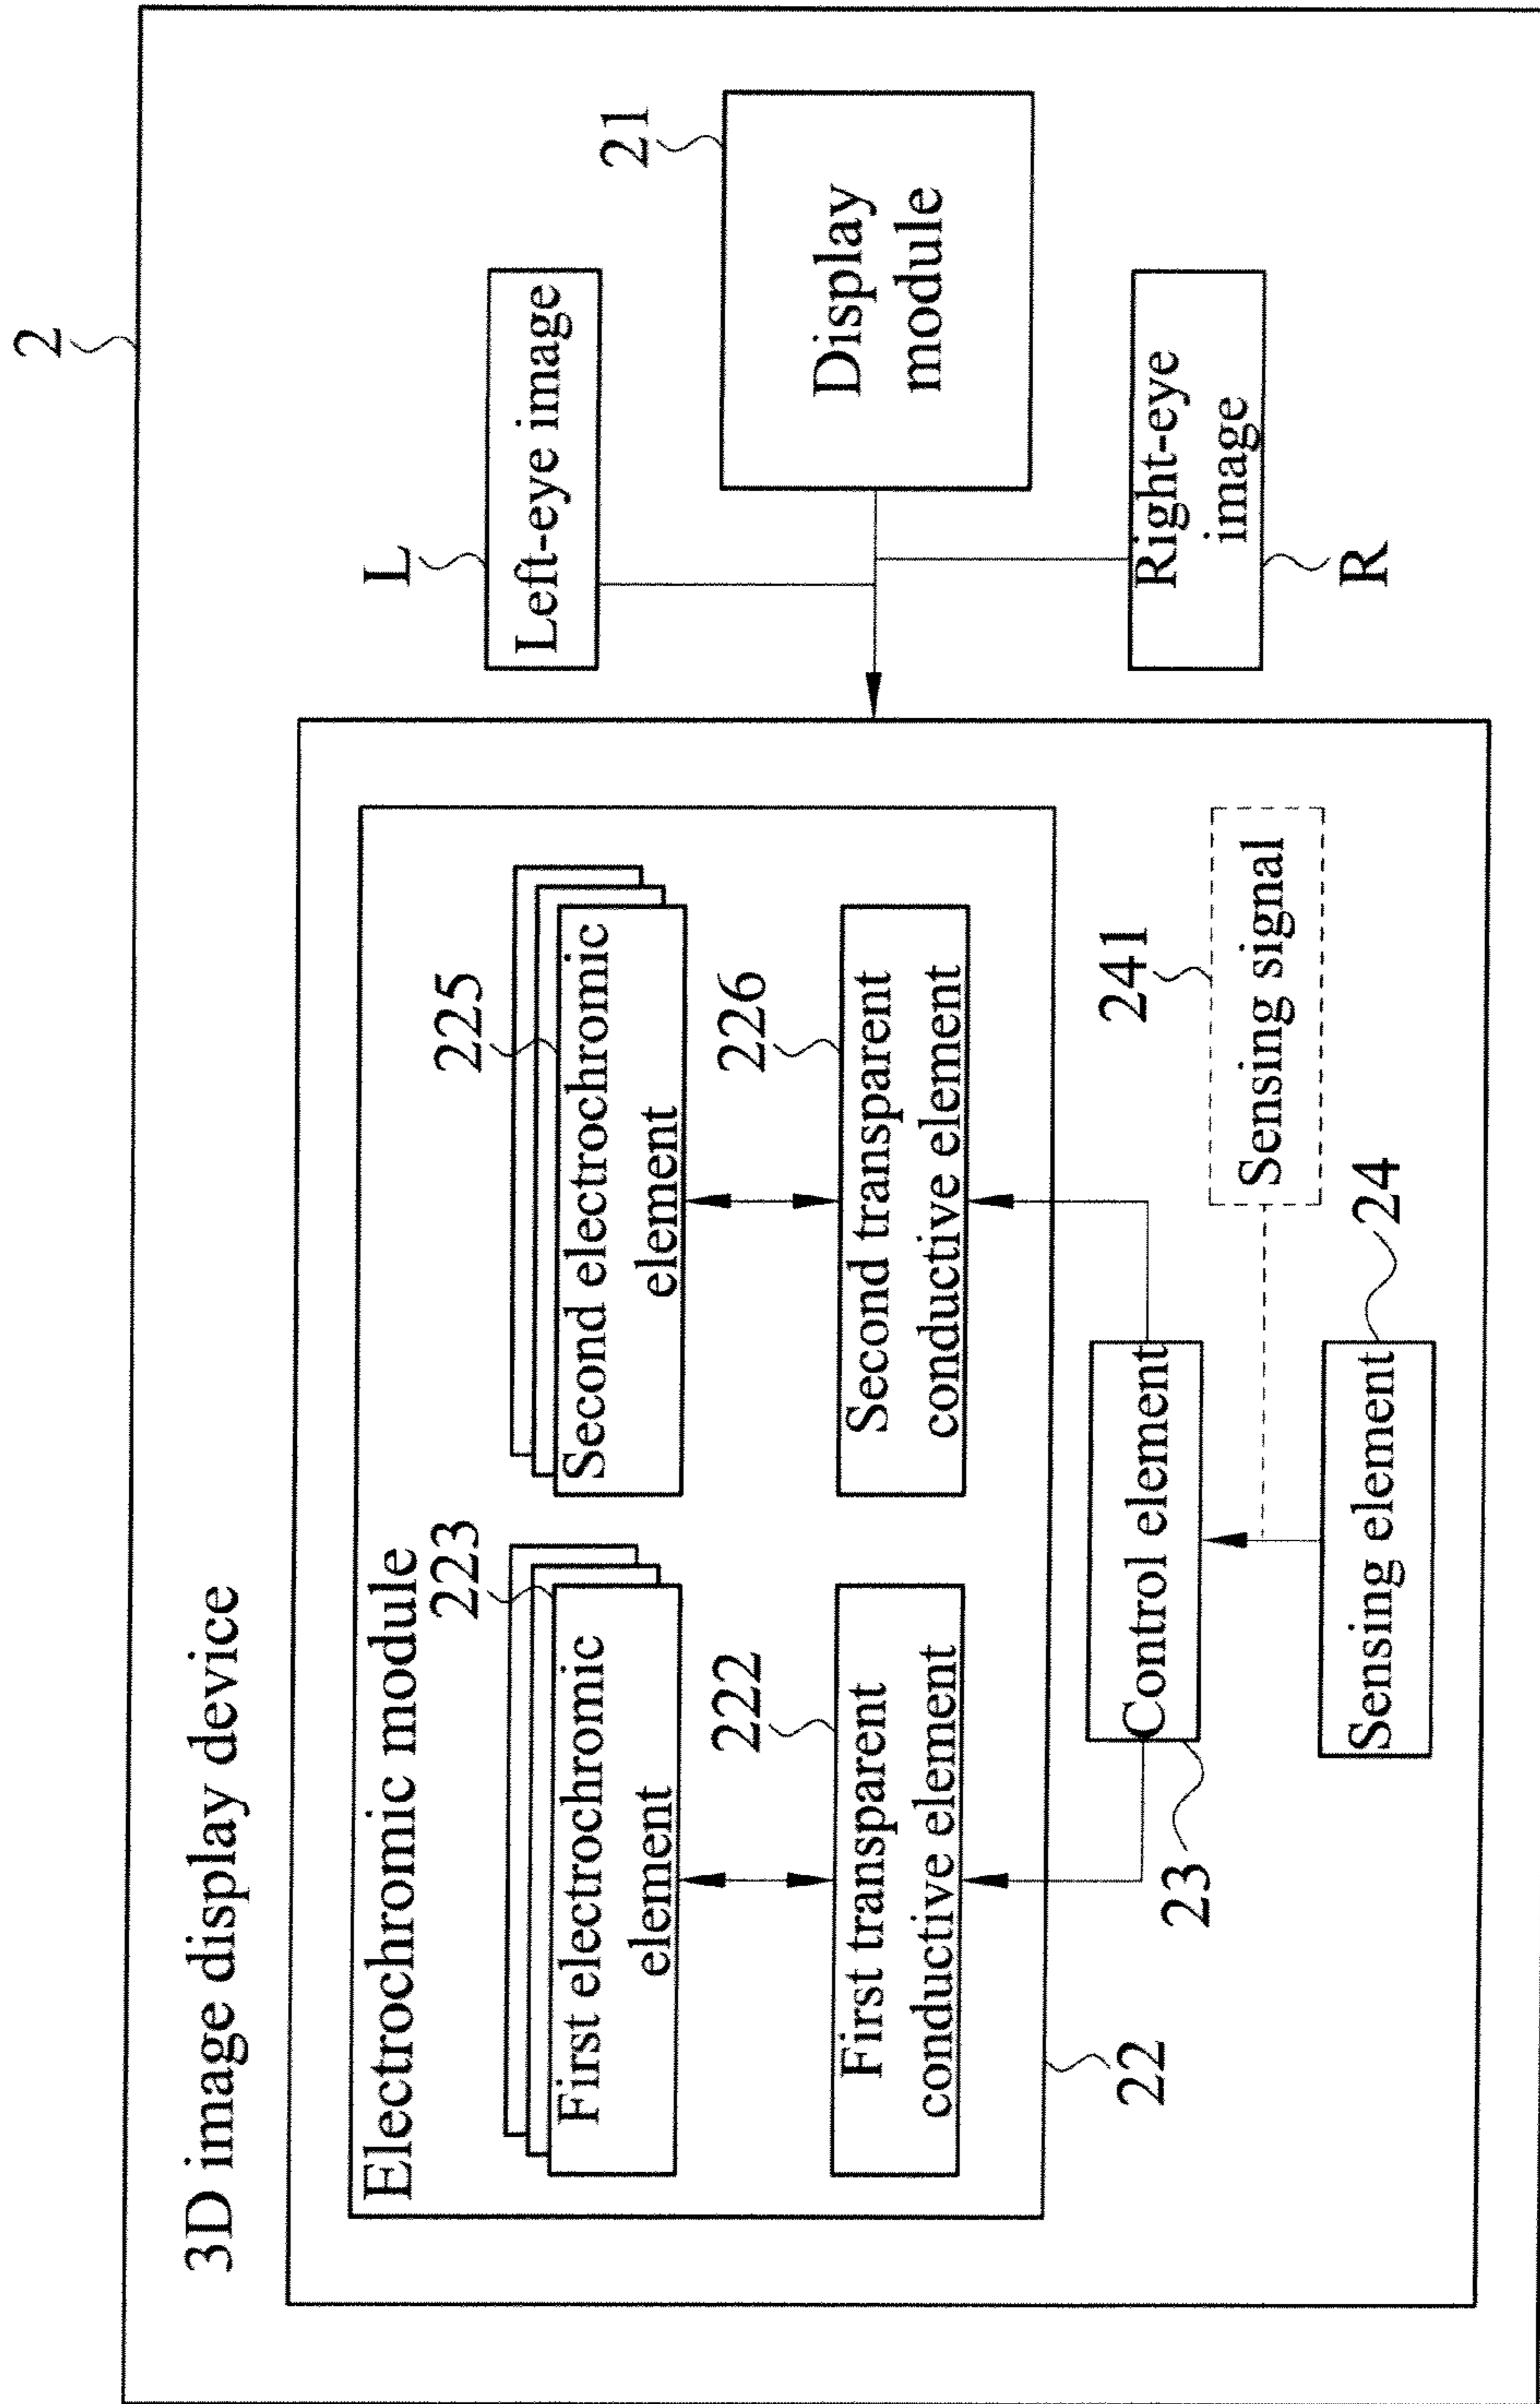 2
3D image display device
Electrochromic module
223
First electrochromic
element
225
Second electrochromic
element
222
First transparent
conductive element
226
Second transparent
conductive element
22
23
Control element
241
Sensing signal
Sensing element
24
L
Left-eye image
21
Display
module
Right-eye
image
R